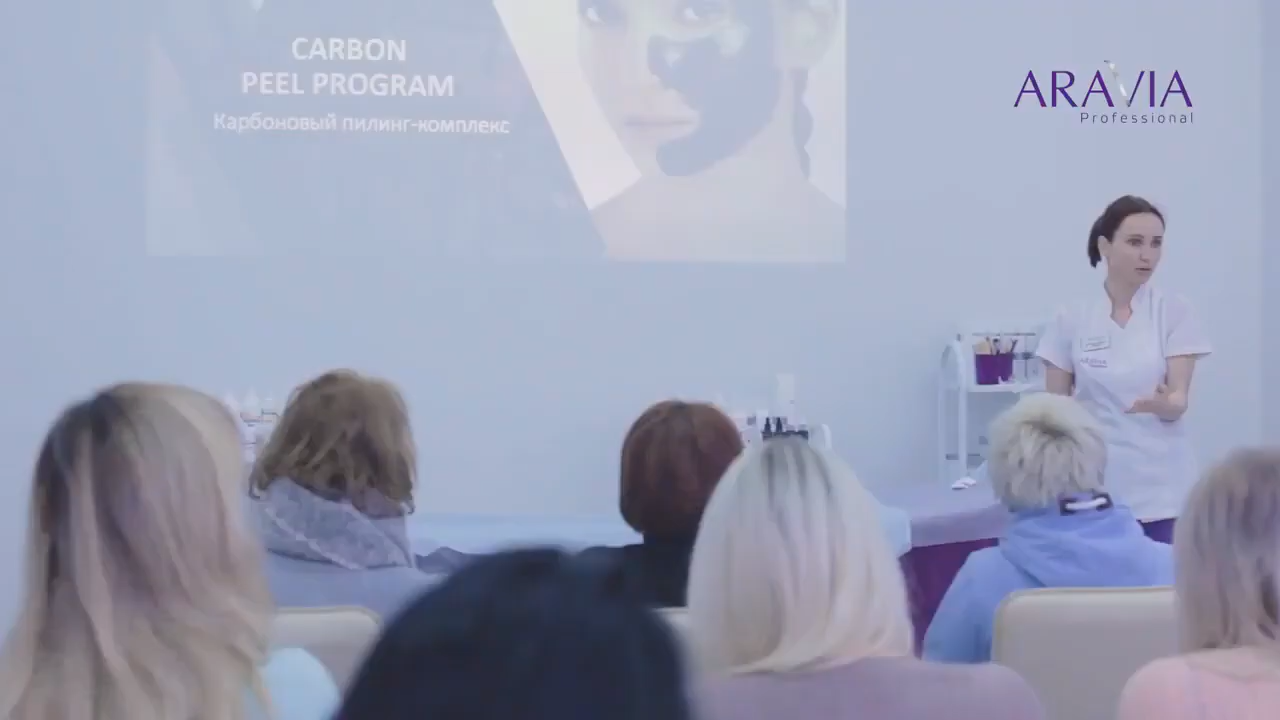 CARBON
PEEL PROGRAM
Карбоновый пилинг-комплекс
ARAVIA
Professional